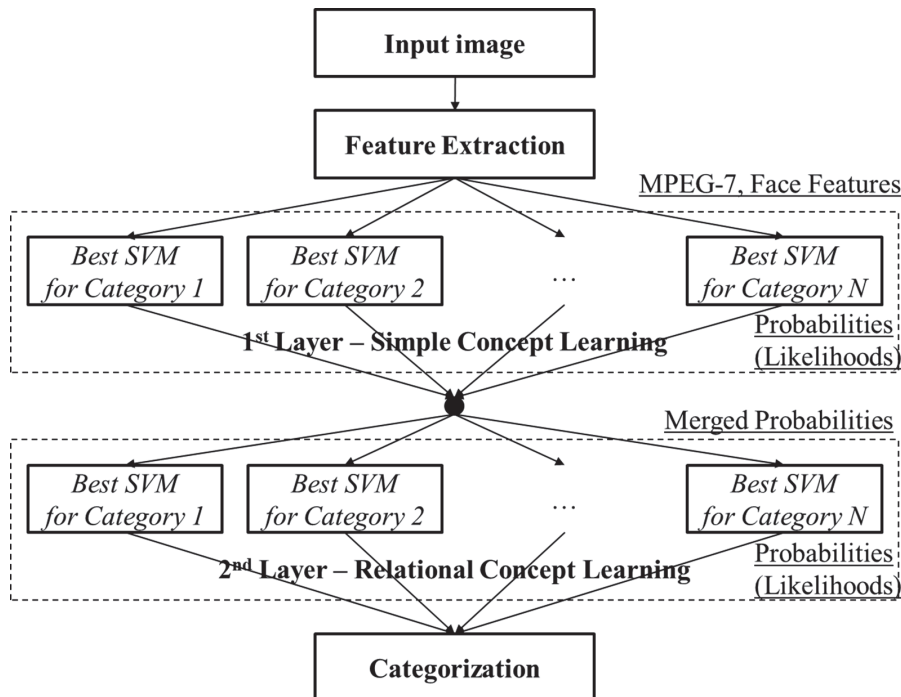 Input image
Feature Extraction
MPEG-7, Face Features
Best SVM
for Category 1
Best SVM
for Category 2
...
Best SVM
for Category N
1st Layer – Simple Concept Learning
Probabilities
(Likelihoods)
Merged Probabilities
Best SVM
for Category 1
Best SVM
for Category 2
...
Best SVM
for Category N
2nd Layer – Relational Concept Learning
Probabilities
(Likelihoods)
Categorization